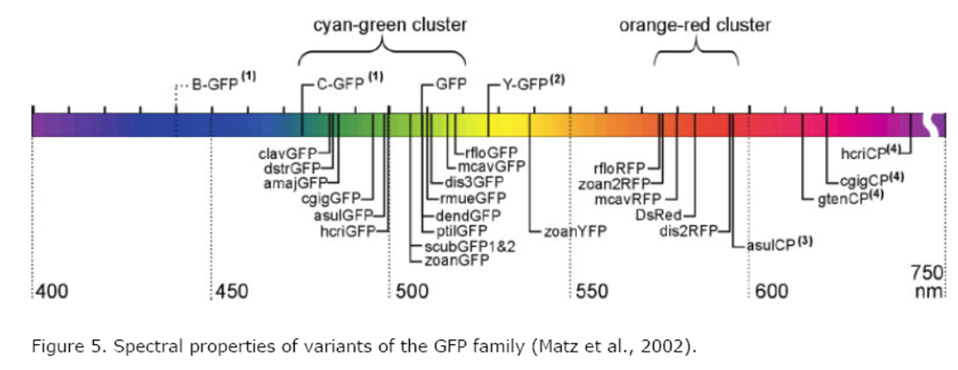 cyan-green cluster
orange-red cluster
B-GFP (1)
C-GFP (1)
GFP
Y-GFP(2)
clavGFP
dstrGFP
amajGFP
cgigGFP
asulGFP
hcriGFP
rfloGFP
mcavGFP
dis3GFP
rmueGFP
dendGFP
ptilGFP
scubGFP1&2
zoanGFP
zoanYFP
rfloRFP
zoan2RFP
mcavRFP
DsRed
dis2RFP
asulCP (3)
hcriCP(4)
cgigCP(4)
gtenCP(4)
400
450
500
550
600
750
nm
Figure 5. Spectral properties of variants of the GFP family (Matz et al., 2002).